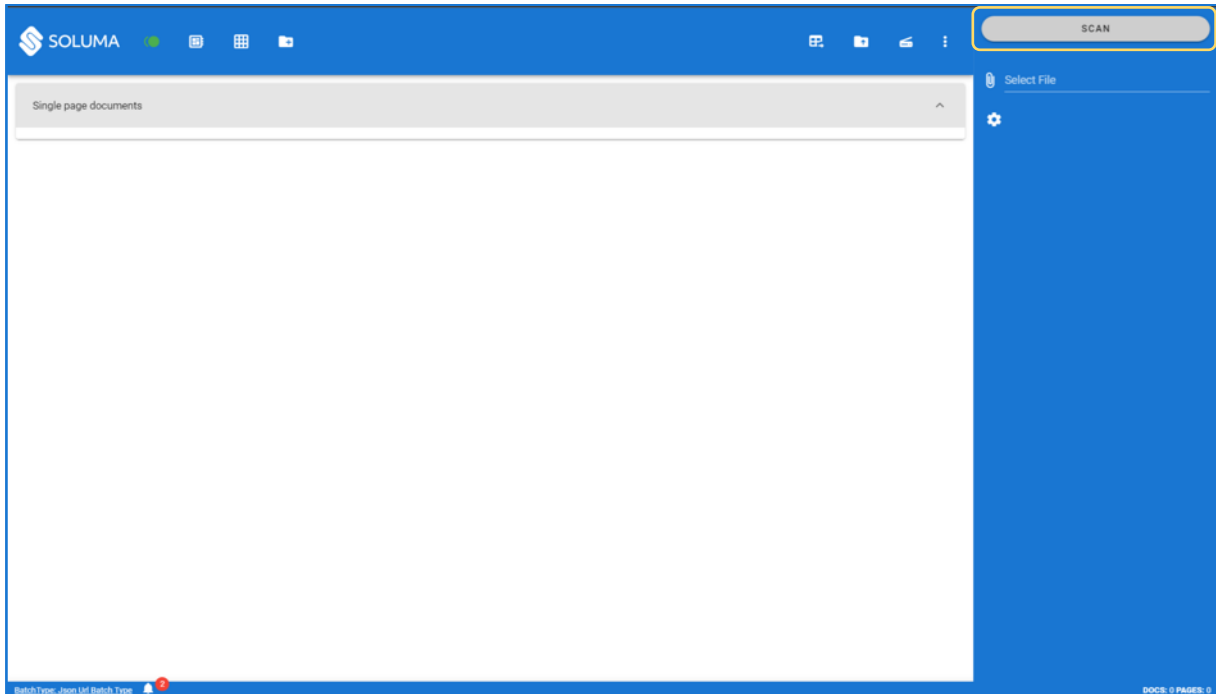 SOLUMA
SCAN
Select File
Single page documents
BatchType: Json Url Batch Type
2
DOCS: 0 PAGES: 0